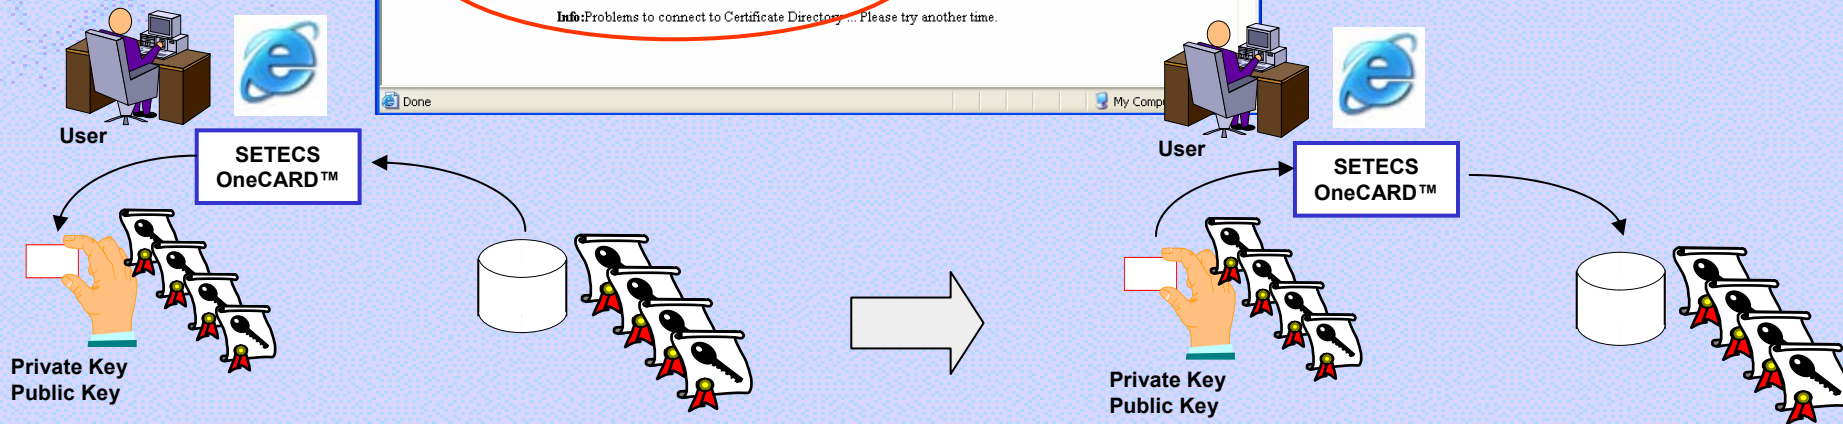 Info:Problems to connect to Certificate Directory ... Please try another time.
Done
My Comp
User
SETECS
OneCARD™
Private Key
Public Key
User
SETECS
OneCARD™
Private Key
Public Key